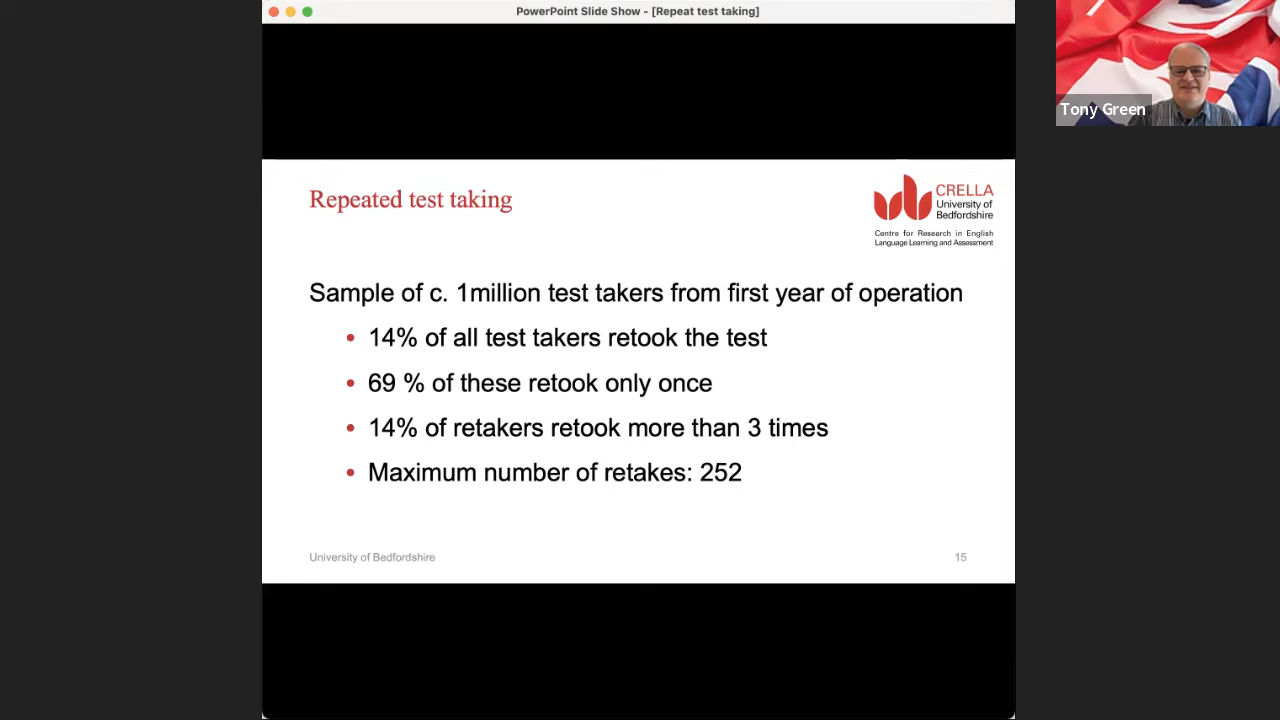 PowerPoint Slide Show - [Repeat test taking]
Tony Green
Repeated test taking
CRELLA
University of
Bedfordshire
Centre for Research in English
Language Learning and Assessment
Sample of c. 1million test takers from first year of operation
• 14% of all test takers retook the test
• 69 % of these retook only once
• 14% of retakers retook more than 3 times
• Maximum number of retakes: 252
University of Bedfordshire
15